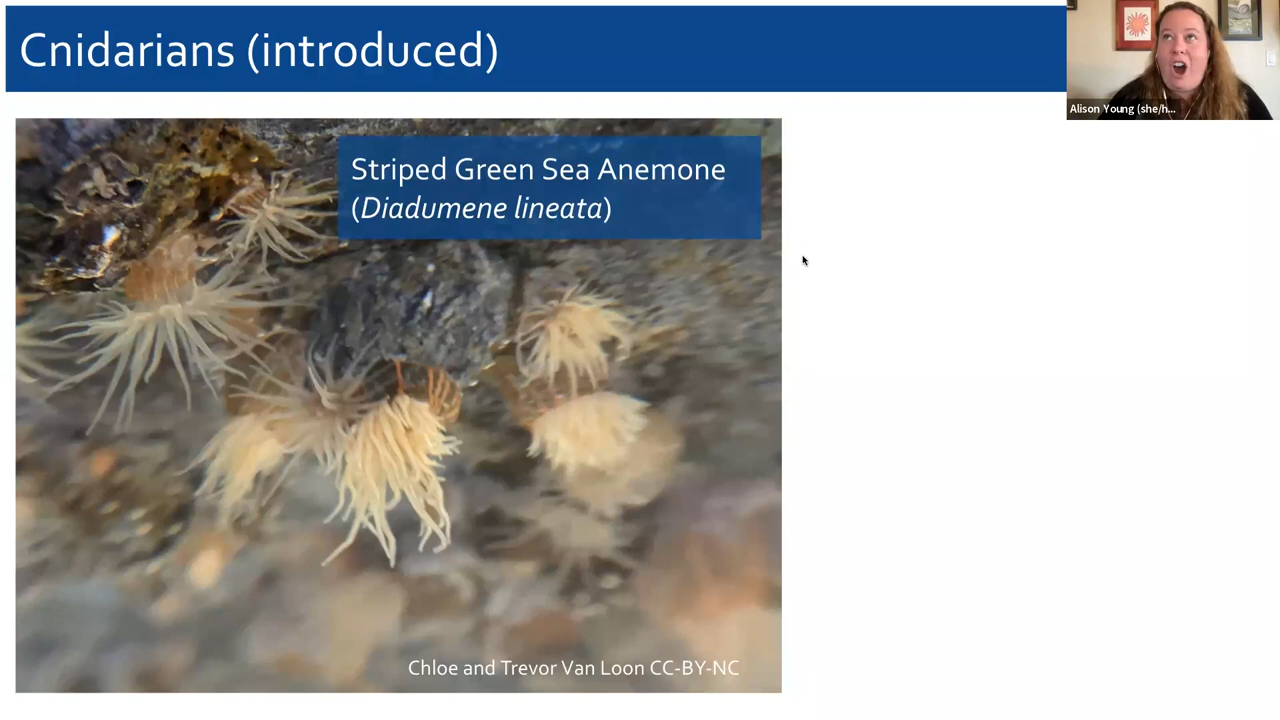 Cnidarians (introduced)
Alison Young (she/h...
Striped Green Sea Anemone
(Diadumene lineata)
Chloe and Trevor Van Loon CC-BY-NC